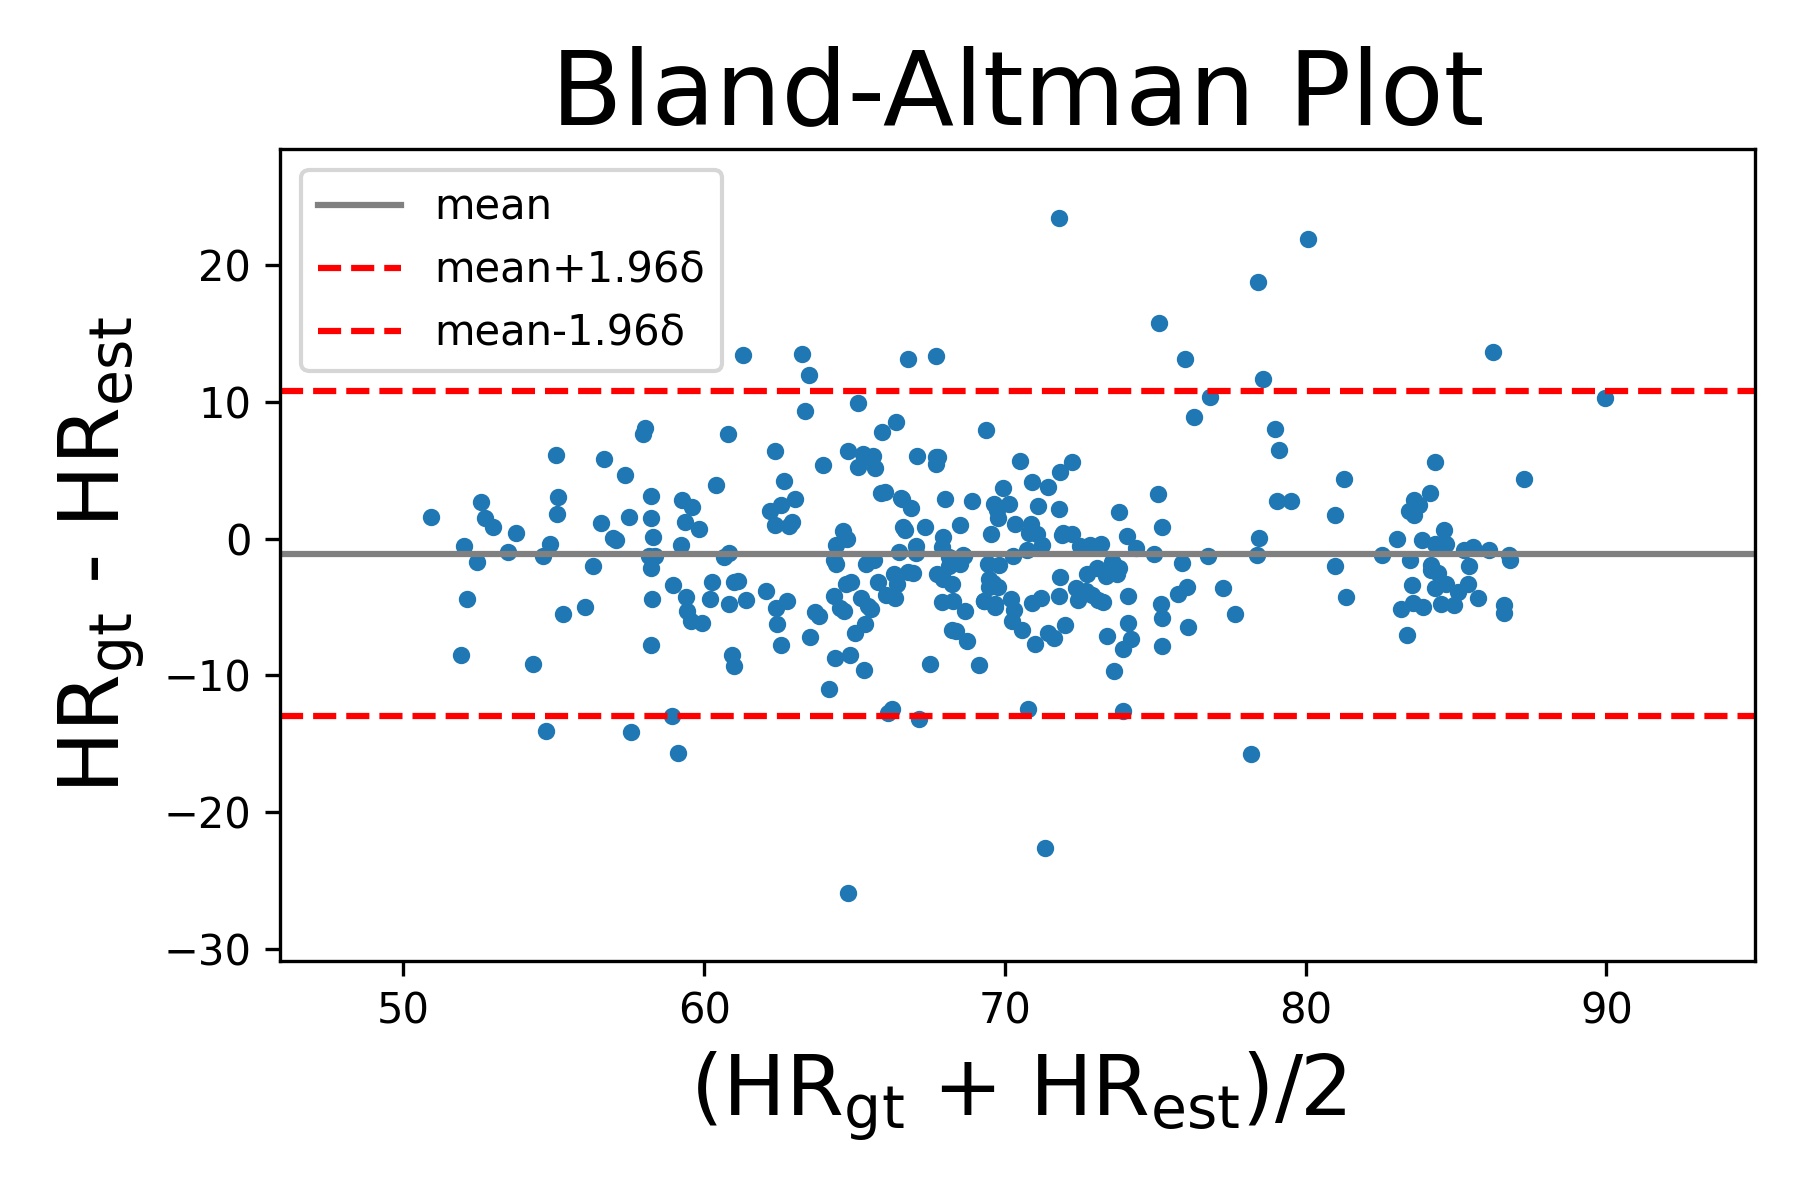 Bland-Altman Plot
mean
mean+1.96δ
mean-1.96δ
20
10
0
−10
−20
−30
HRgt - HRest
50 60 70 80 90
(HRgt + HRest)/2